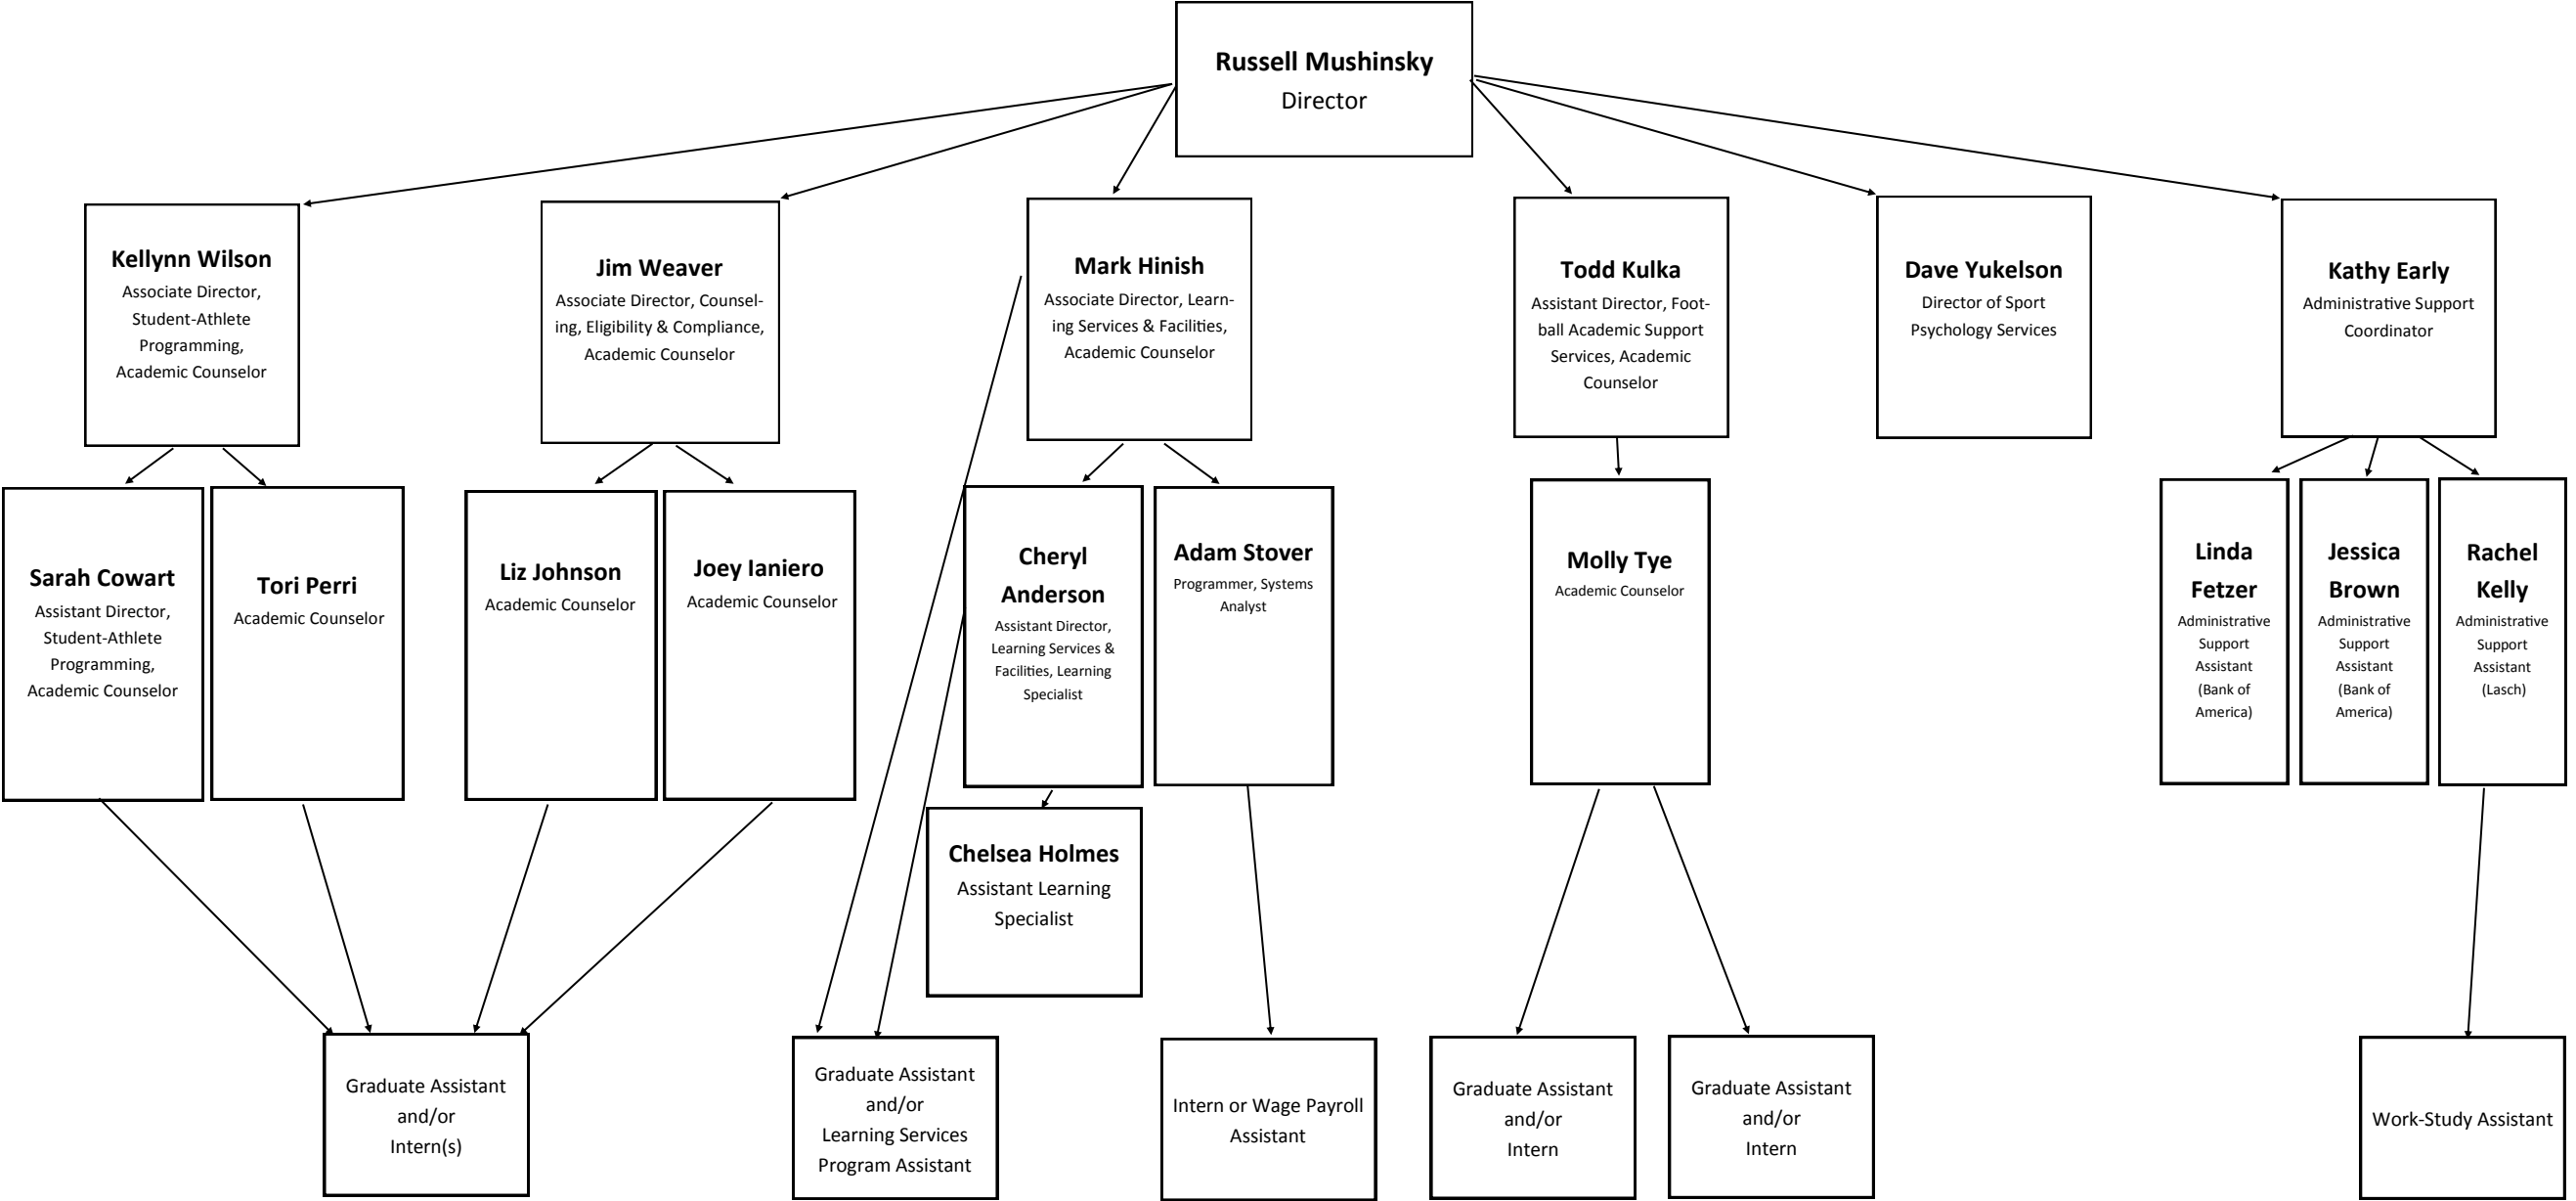 Russell Mushinsky
Director
Kellynn Wilson
Associate Director,
Student-Athlete
Programming,
Academic Counselor
Jim Weaver
Associate Director, Counsel-
ing, Eligibility & Compliance,
Academic Counselor
Mark Hinish
Associate Director, Learn-
ing Services & Facilities,
Academic Counselor
Todd Kulka
Assistant Director, Foot-
ball Academic Support
Services, Academic
Counselor
Dave Yukelson
Director of Sport
Psychology Services
Kathy Early
Administrative Support
Coordinator
Sarah Cowart
Assistant Director,
Student-Athlete
Programming,
Academic Counselor
Tori Perri
Academic Counselor
Liz Johnson
Academic Counselor
Joey Ianiero
Academic Counselor
Cheryl
Anderson
Assistant Director,
Learning Services &
Facilities, Learning
Specialist
Adam Stover
Programmer, Systems
Analyst
Molly Tye
Academic Counselor
Linda
Fetzer
Administrative
Support
Assistant
(Bank of
America)
Jessica
Brown
Administrative
Support
Assistant
(Bank of
America)
Rachel
Kelly
Administrative
Support
Assistant
(Lasch)
Chelsea Holmes
Assistant Learning
Specialist
Graduate Assistant
and/or
Intern(s)
Graduate Assistant
and/or
Learning Services
Program Assistant
Intern or Wage Payroll
Assistant
Graduate Assistant
and/or
Intern
Graduate Assistant
and/or
Intern
Work-Study Assistant